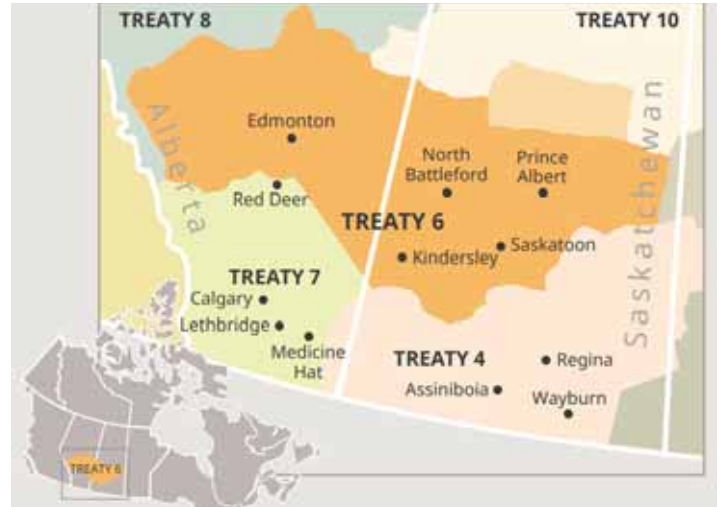 TREATY 8
TREATY 10
Alberta
Saskatchewan
Edmonton
North
Battleford
Prince
Albert
Red Deer
TREATY 6
Saskatoon
Kindersley
TREATY 7
Calgary
Lethbridge
Medicine
Hat
TREATY 4
Regina
Assiniboia
Wayburn
TREATY 6